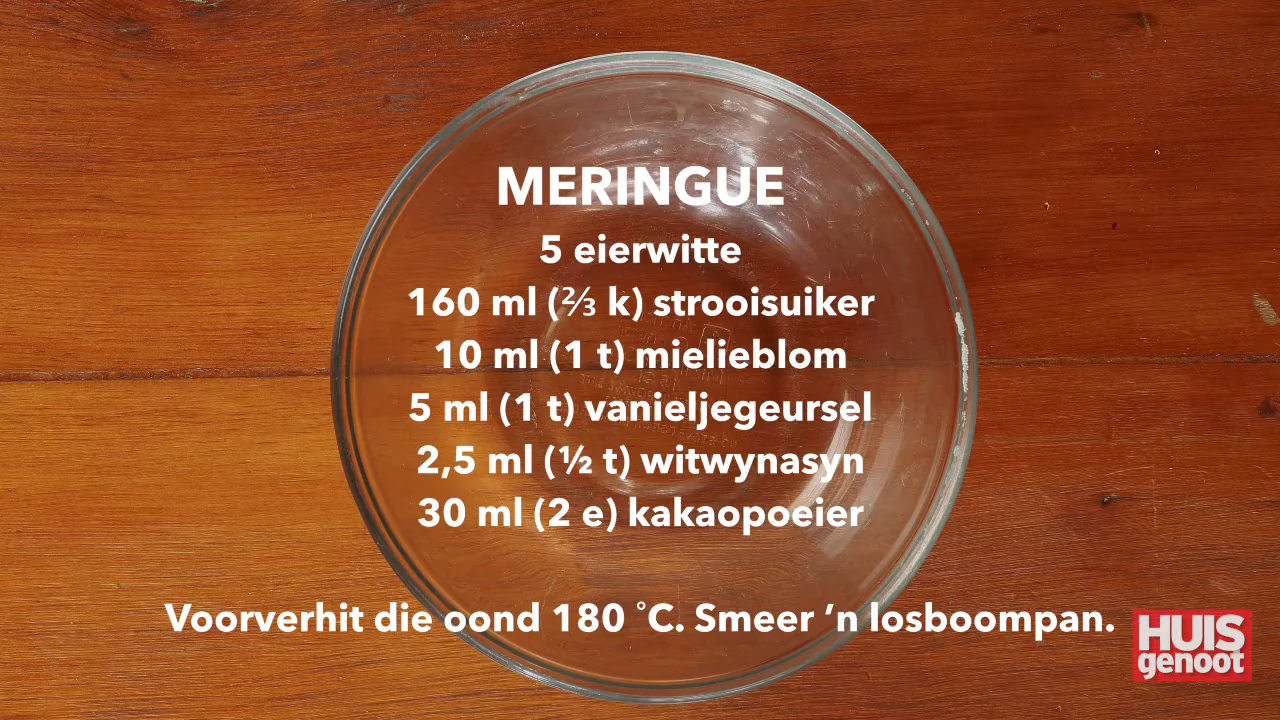 MERINGUE
5 eierwitte
160 ml (⅔ k) strooisuiker
10 ml (1 t) mielieblom
5 ml (1 t) vanieljegeursel
2,5 ml (½ t) witwynasyn
30 ml (2 e) kakaopoeier
Voorverhit die oond 180 ˚C. Smeer ’n losboompan.
HUIS
genoot